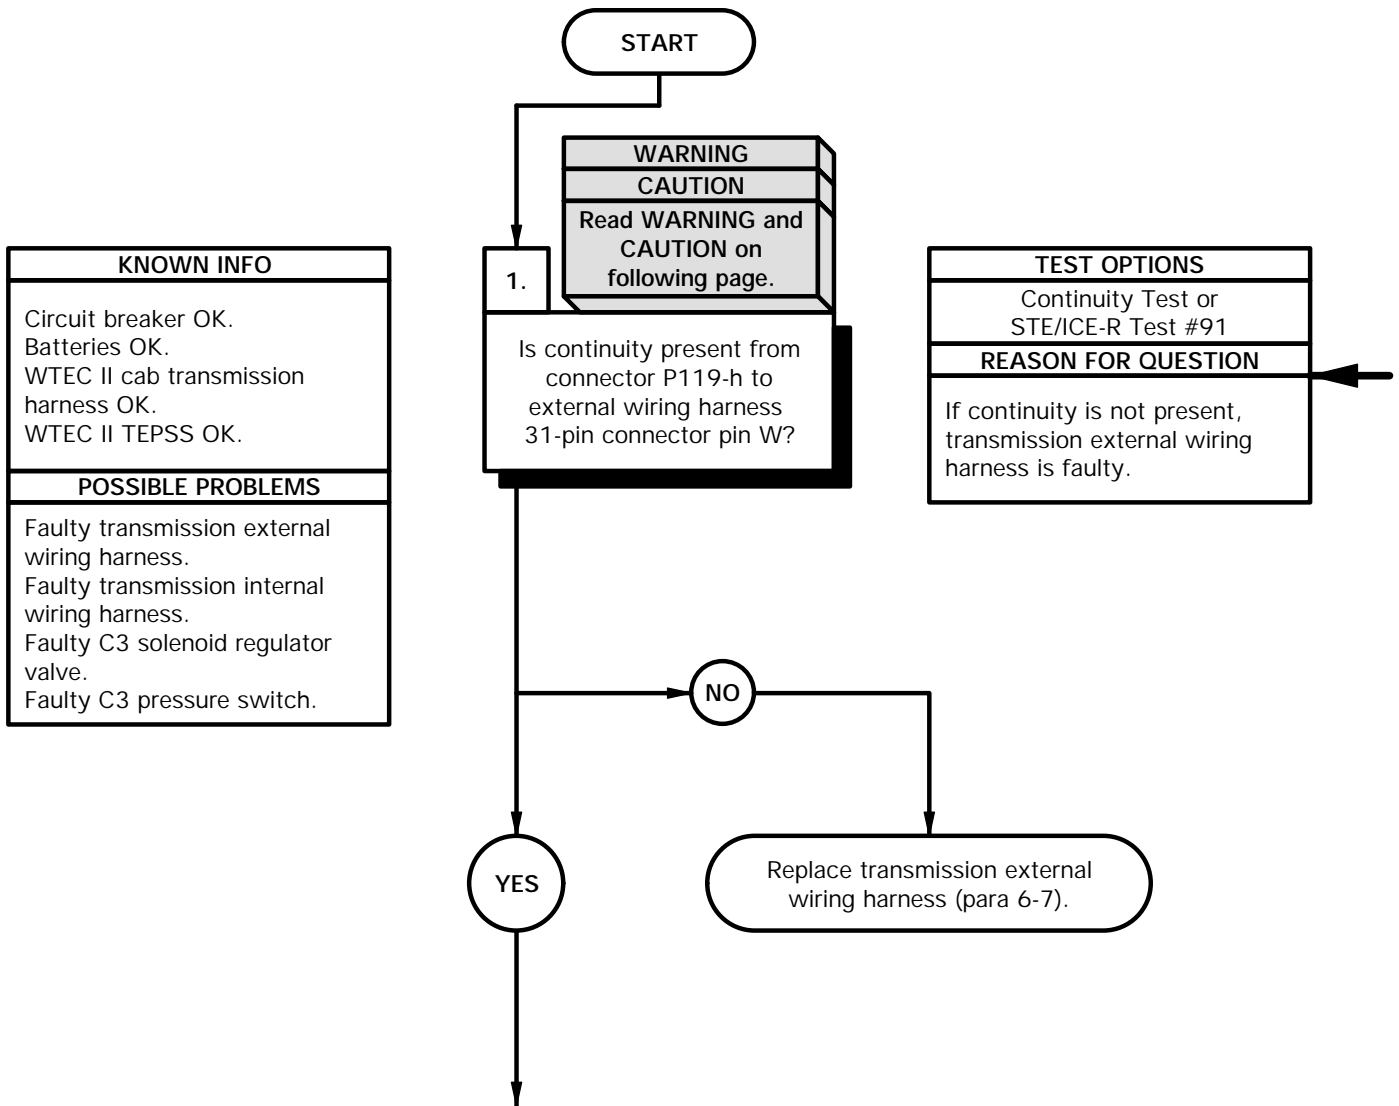 START
WARNING
CAUTION
Read WARNING and
CAUTION on
following page.
KNOWN INFO
Circuit breaker OK.
Batteries OK.
WTEC II cab transmission
harness OK.
WTEC II TEPSS OK.
POSSIBLE PROBLEMS
Faulty transmission external
wiring harness.
Faulty transmission internal
wiring harness.
Faulty C3 solenoid regulator
valve.
Faulty C3 pressure switch.
1.
Is continuity present from
connector P119-h to
external wiring harness
31-pin connector pin W?
TEST OPTIONS
Continuity Test or
STE/ICE-R Test #91
REASON FOR QUESTION
If continuity is not present,
transmission external wiring
harness is faulty.
NO
YES
Replace transmission external
wiring harness (para 6-7).